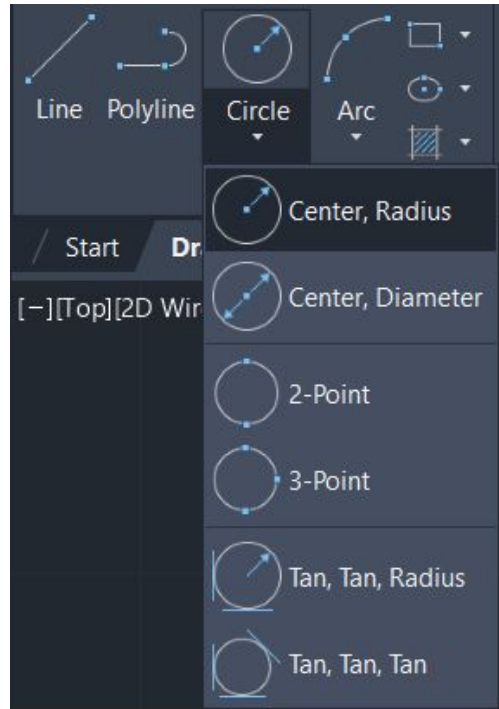 Line Polyline Circle Arc
Center, Radius
Start Dr
Center, Diameter
[−][Top][2D Wir
2-Point
3-Point
Tan, Tan, Radius
Tan, Tan, Tan